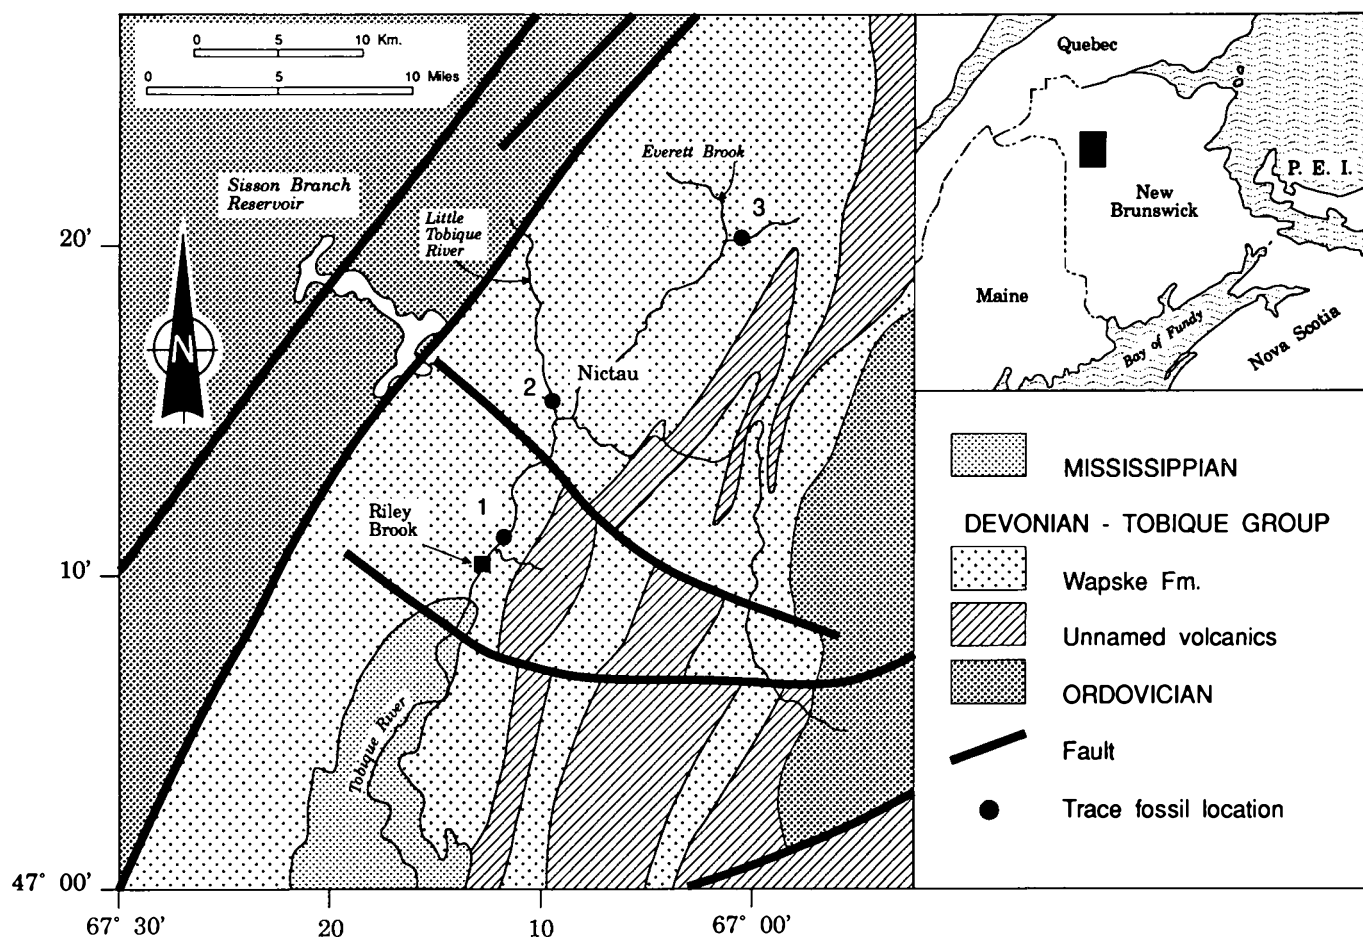 0 5 10 Km.
0 5 10 Miles
Sisson Branch
Reservoir
Little
Tobique
River
Everett Brook
3
20'
N
Nictau
2
1
Riley
Brook
10'
Tobique River
47° 00'
67° 30' 20 10 67° 00'
Quebec
P. E. I.
New
Brunswick
Maine
Bay of Fundy
Nova Scotia
MISSISSIPPIAN
DEVONIAN - TOBIQUE GROUP
Wapske Fm.
Unnamed volcanics
ORDOVICIAN
Fault
Trace fossil location